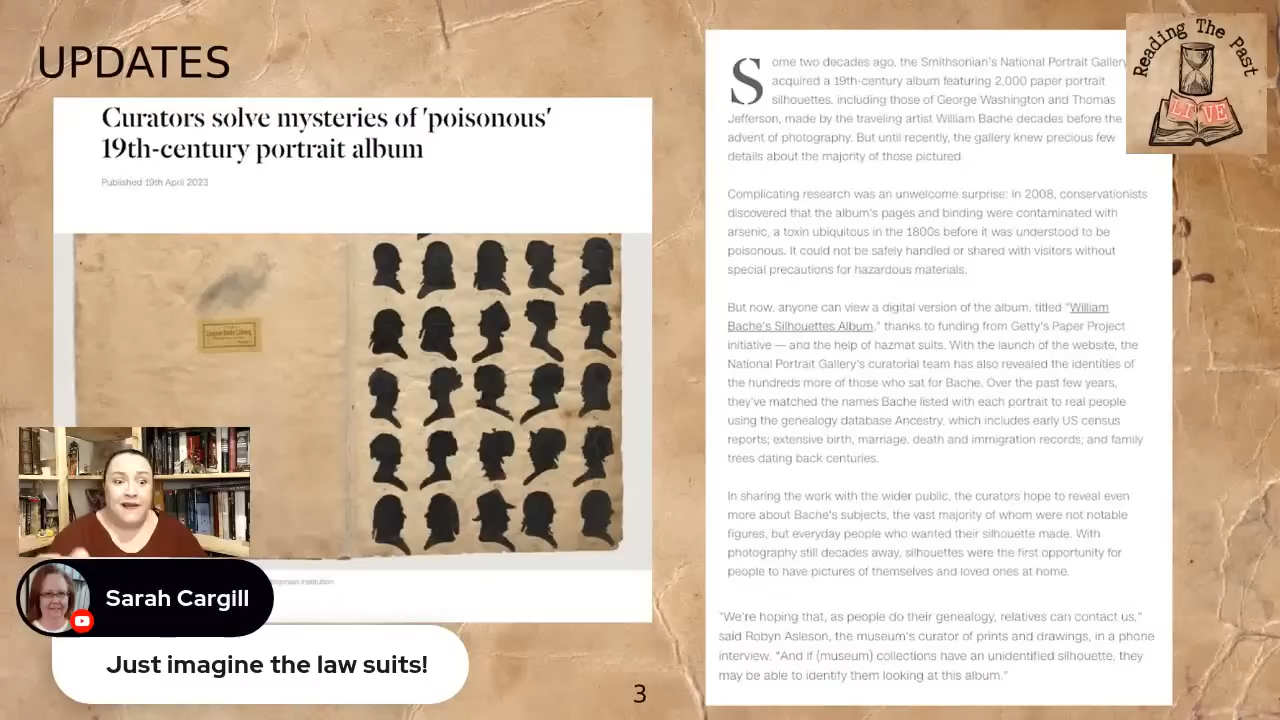 UPDATES
Curators solve mysteries of 'poisonous'
19th-century portrait album
Published 19th April 2023
Sarah Cargill
Just imagine the law suits!
3
Some two decades ago, the Smithsonian's National Portrait Gallery
acquired a 19th-century album featuring 2,000 paper portrait
silhouettes, including those of George Washington and Thomas
Jefferson, made by the traveling artist William Bache decades before the
advent of photography. But until recently, the gallery knew precious few
details about the majority of those pictured.
Complicating research was an unwelcome surprise: in 2008, conservationists
discovered that the album's pages and binding were contaminated with
arsenic, a toxin ubiquitous in the 1800s before it was understood to be
poisonous. It could not be safely handled or shared with visitors without
special precautions for hazardous materials.
But now, anyone can view a digital version of the album, titled "William
Bache's Silhouettes Album," thanks to funding from Getty's Paper Project
initiative — and the help of hazmat suits. With the launch of the website, the
National Portrait Gallery's curatorial team has also revealed the identities of
the hundreds more of those who sat for Bache. Over the past few years,
they've matched the names Bache listed with each portrait to real people
using the genealogy database Ancestry, which includes early US census
reports; extensive birth, marriage, death and immigration records; and family
trees dating back centuries.
In sharing the work with the wider public, the curators hope to reveal even
more about Bache's subjects, the vast majority of whom were not notable
figures, but everyday people who wanted their silhouette made. With
photography still decades away, silhouettes were the first opportunity for
people to have pictures of themselves and loved ones at home.
"We're hoping that, as people do their genealogy, relatives can contact us,"
said Robyn Asleson, the museum's curator of prints and drawings, in a phone
interview. "And if (museum) collections have an unidentified silhouette, they
may be able to identify them looking at this album."
Reading The Past
LIVE